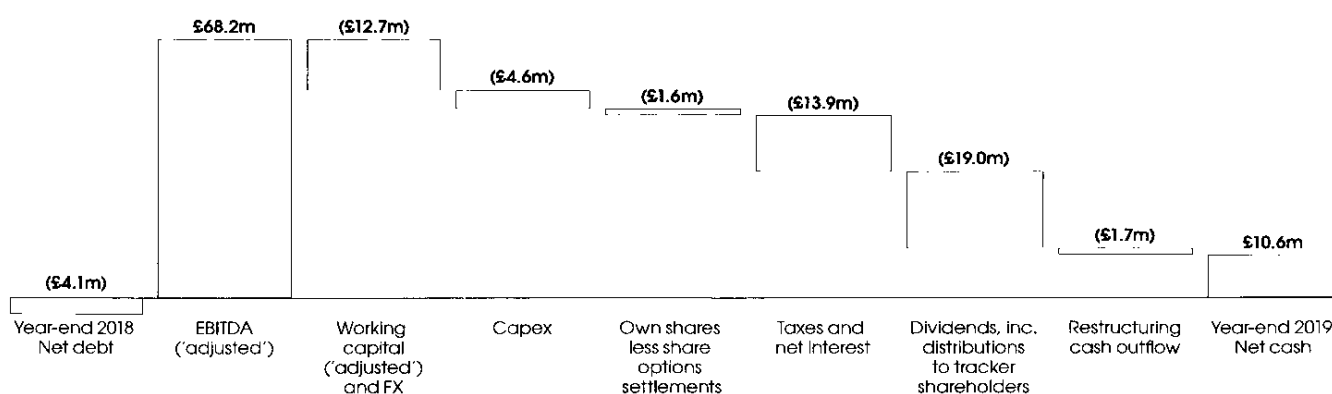 £68.2m
(£12.7m)
(£4.6m)
(£1.6m)
(£13.9m)
(£19.0m)
(£1.7m)
£10.6m
(£4.1m)
Year-end 2018
Net debt
EBITDA
('adjusted')
Working
capital
('adjusted')
and FX
Capex
Own shares
less share
options
settlements
Taxes and
net Interest
Dividends, inc.
distributions
to tracker
shareholders
Restructuring
cash outflow
Year-end 2019
Net cash